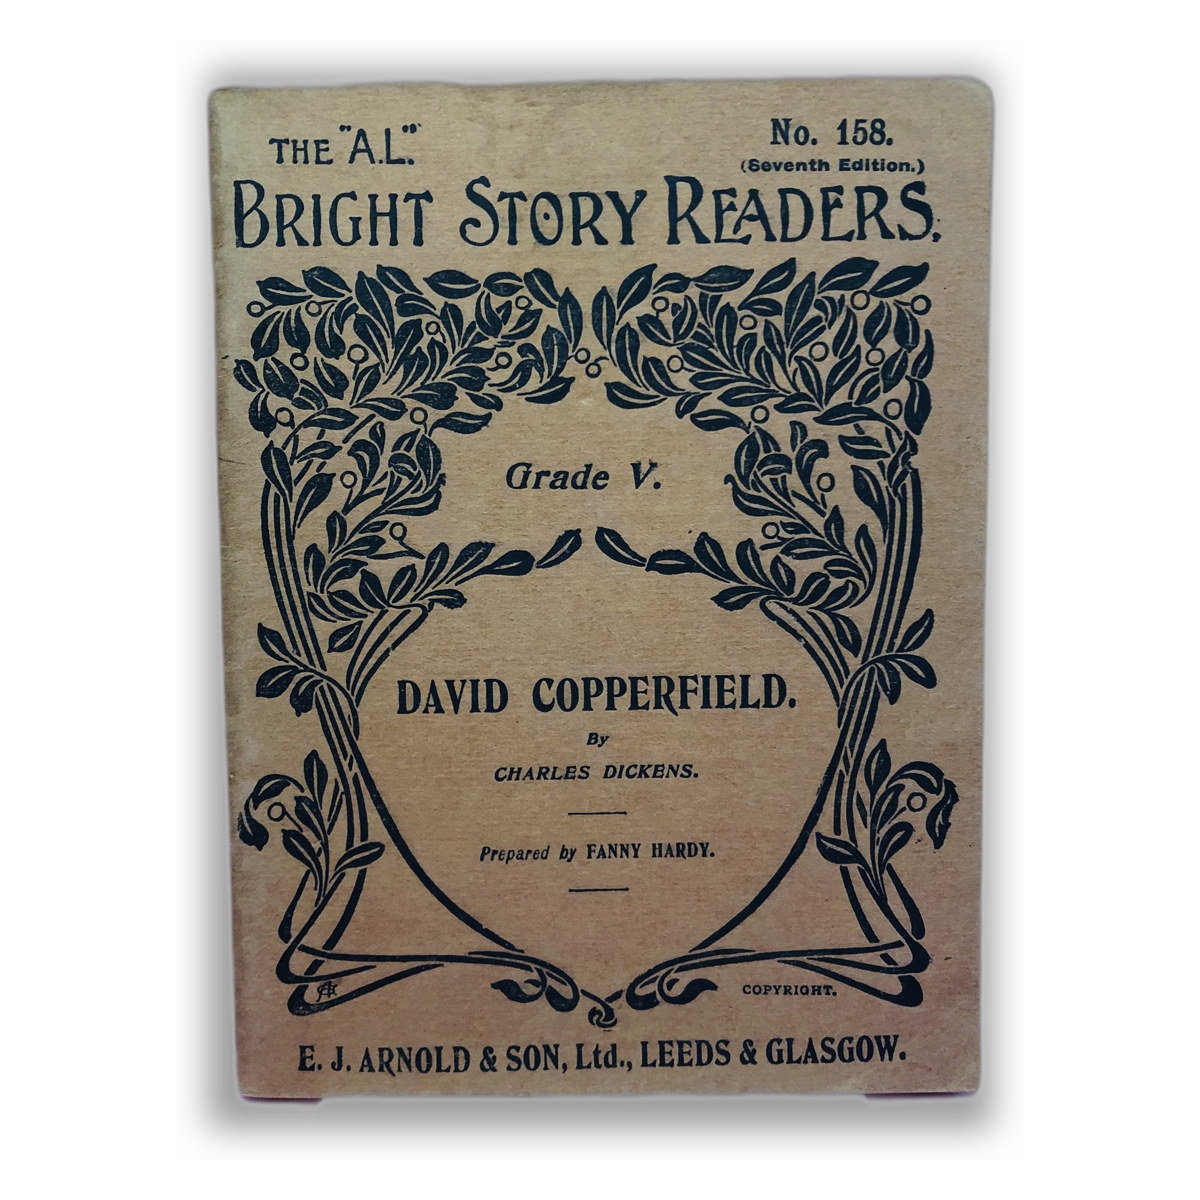 THE "A.L."
No. 158.
(Seventh Edition.)
BRIGHT STORY READERS.
Grade V.
DAVID COPPERFIELD.
By
CHARLES DICKENS.
Prepared by FANNY HARDY.
COPYRIGHT.
E. J. ARNOLD & SON, Ltd., LEEDS & GLASGOW.